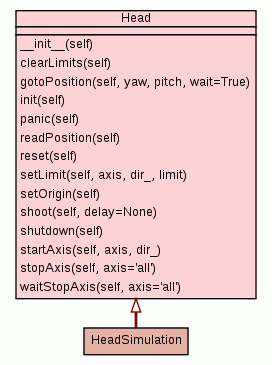 Head
__init__(self)
clearLimits(self)
gotoPosition(self, yaw, pitch, wait=True)
init(self)
panic(self)
readPosition(self)
reset(self)
setLimit(self, axis, dir_, limit)
setOrigin(self)
shoot(self, delay=None)
shutdown(self)
startAxis(self, axis, dir_)
stopAxis(self, axis='all')
waitStopAxis(self, axis='all')
HeadSimulation